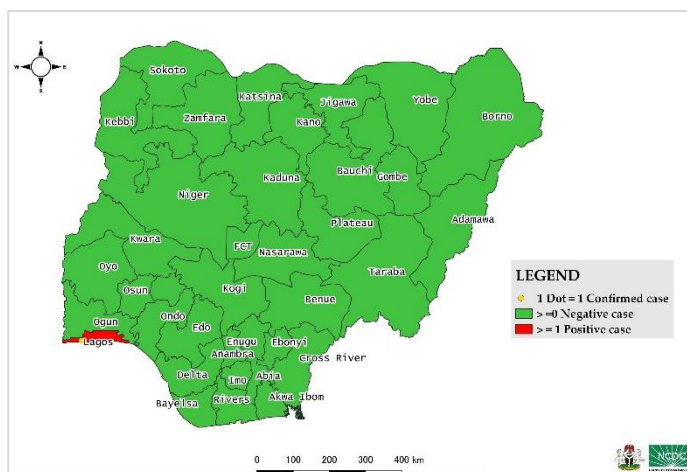 N
W E
S
Sokoto
Katsina
Jigawa
Yobe
Borno
Kebbi
Zamfara
Kano
Bauchi
Gombe
Kaduna
Niger
Plateau
Adamawa
Kwara
FCT
Nasarawa
Taraba
Oyo
Osun
Kogi
Benue
Ogun
Ondo
Edo
Lagos
Enugu
Ebonyi
Anambra
Cross River
Delta
Imo
Abia
Bayelsa
Rivers
Akwa Ibom
LEGEND
1 Dot = 1 Confirmed case
> =0 Negative case
> = 1 Positive case
0 100 200 300 400 km
NCDC